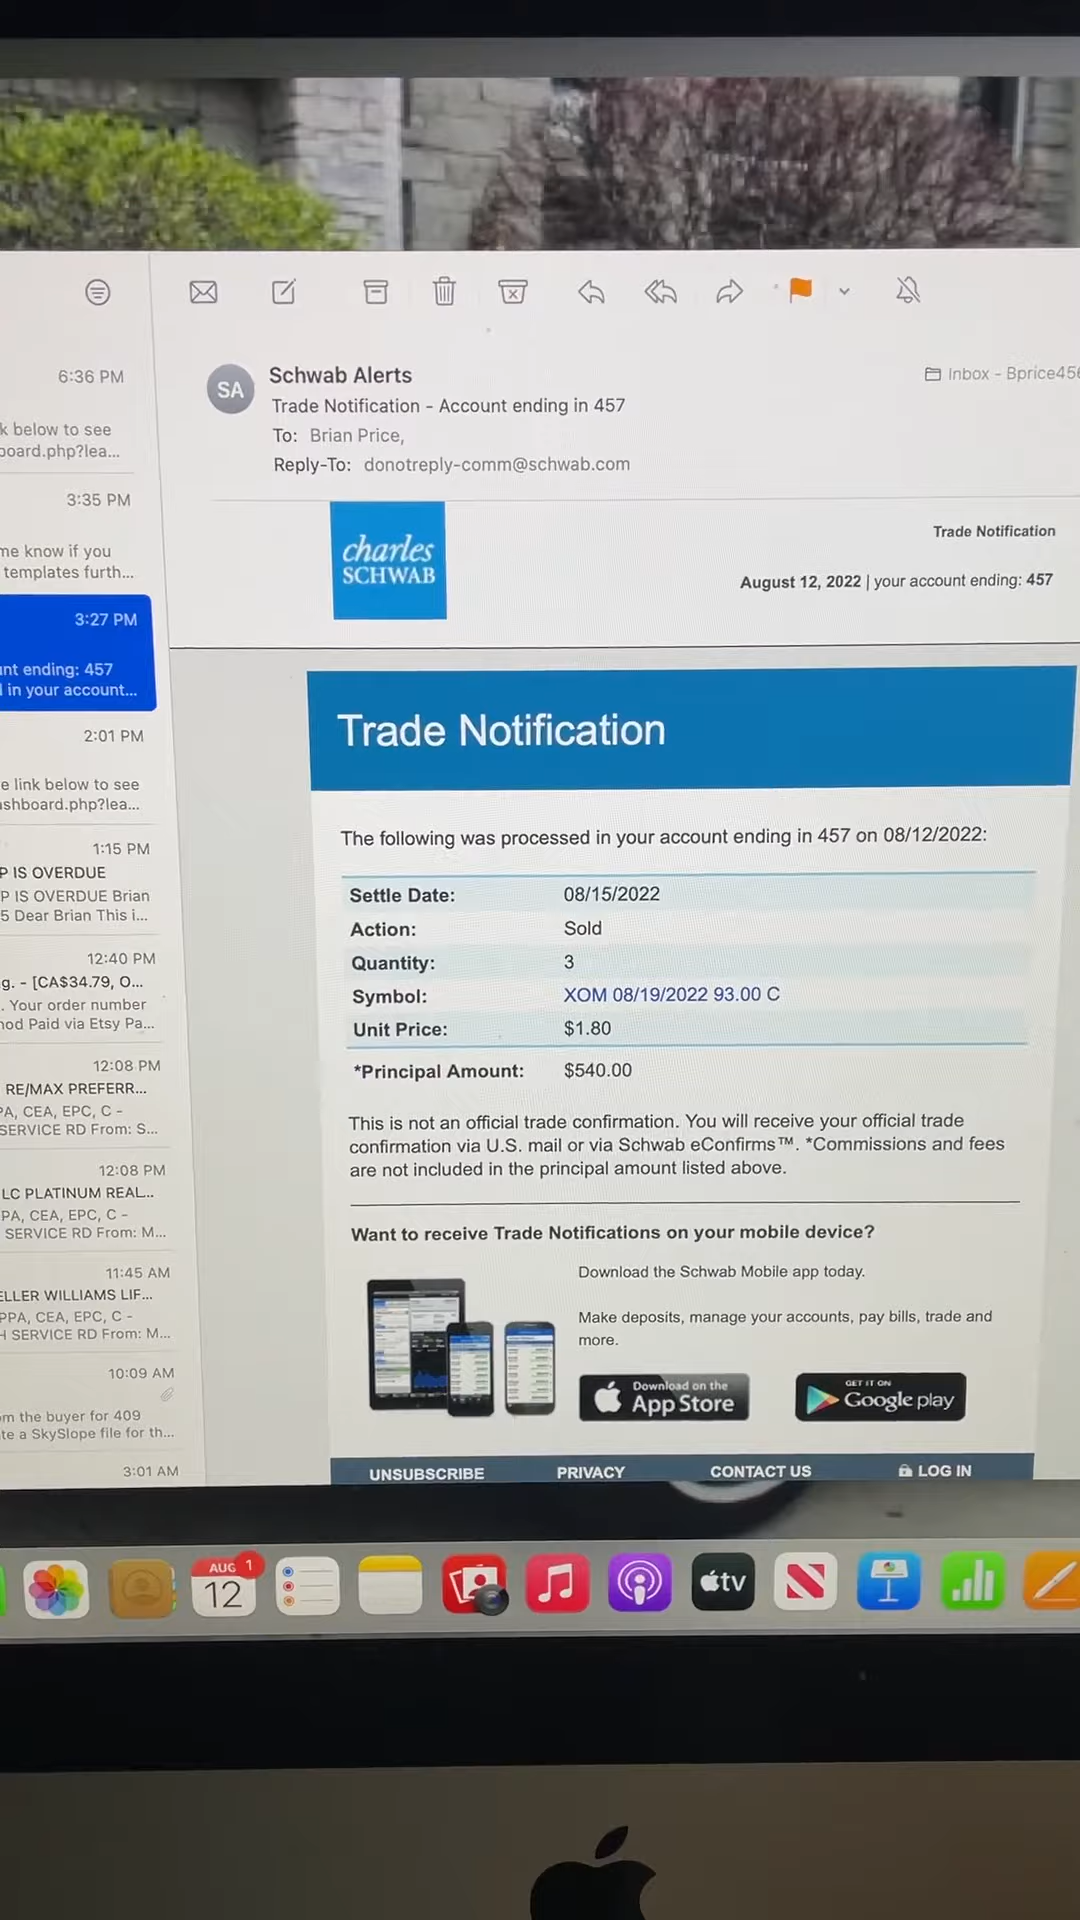 6:36 PM
k below to see
board.php?lea...
3:35 PM
me know if you
templates furth...
3:27 PM
nt ending: 457
in your account...
2:01 PM
e link below to see
ashboard.php?lea...
1:15 PM
P IS OVERDUE
P IS OVERDUE Brian
5 Dear Brian This i...
12:40 PM
g. - [CA$34.79, O...
. Your order number
nod Paid via Etsy Pa...
12:08 PM
RE/MAX PREFERR...
PA, CEA, EPC, C -
SERVICE RD From: S...
12:08 PM
LC PLATINUM REAL...
PA, CEA, EPC, C -
SERVICE RD From: M...
11:45 AM
ELLER WILLIAMS LIF...
PPA, CEA, EPC, C -
H SERVICE RD From: M...
10:09 AM
om the buyer for 409
te a SkySlope file for th...
3:01 AM
SA
Schwab Alerts
Inbox - Bprice456
Trade Notification - Account ending in 457
To: Brian Price,
Reply-To: donotreply-comm@schwab.com
charles
SCHWAB
Trade Notification
August 12, 2022 | your account ending: 457
Trade Notification
The following was processed in your account ending in 457 on 08/12/2022:
Settle Date: 08/15/2022
Action: Sold
Quantity: 3
Symbol: XOM 08/19/2022 93.00 C
Unit Price: $1.80
*Principal Amount: $540.00
This is not an official trade confirmation. You will receive your official trade
confirmation via U.S. mail or via Schwab eConfirms™. *Commissions and fees
are not included in the principal amount listed above.
Want to receive Trade Notifications on your mobile device?
Download the Schwab Mobile app today.
Make deposits, manage your accounts, pay bills, trade and
more.
Download on the
App Store
GET IT ON
Google play
UNSUBSCRIBE PRIVACY CONTACT US LOG IN
AUG 1
12
tv